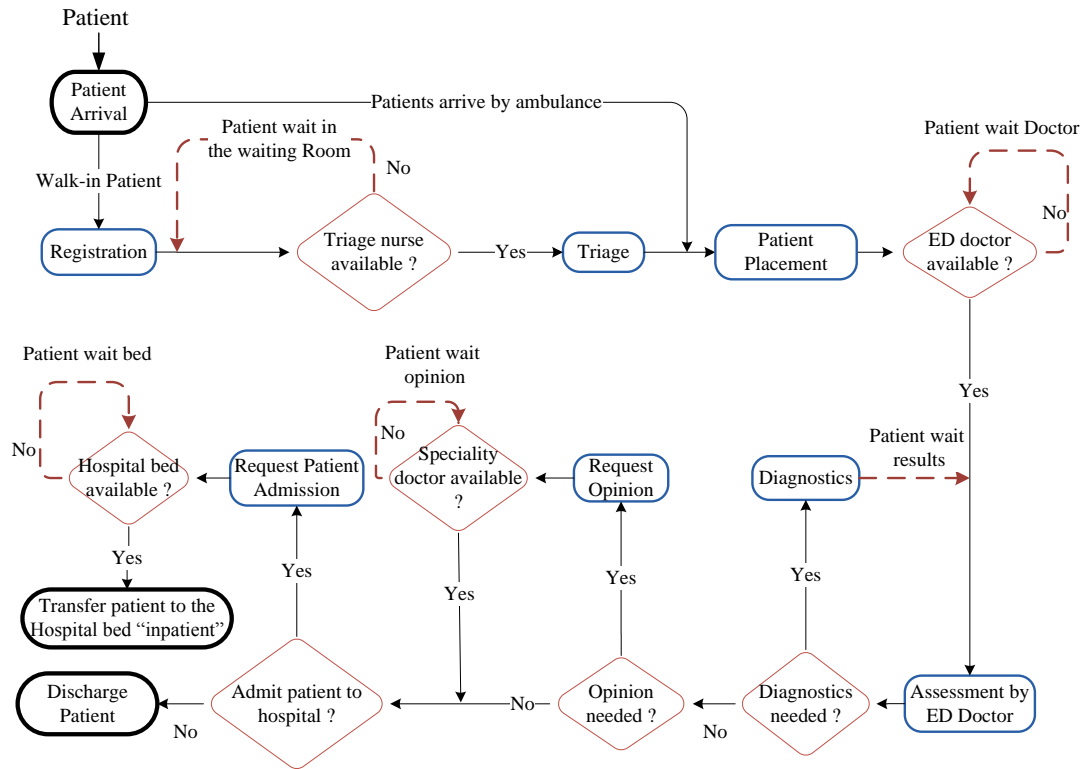 Patient
Patient
Arrival
Patients arrive by ambulance
Patient wait in
the waiting Room
No
Patient wait Doctor
No
Walk-in Patient
Registration
Triage nurse
available ?
Yes
Triage
Patient
Placement
ED doctor
available ?
Patient wait bed
No
Hospital bed
available ?
Request Patient
Admission
Patient wait
opinion
No
Speciality
doctor available
?
Request
Opinion
Diagnostics
Patient wait
results
Yes
Yes
Yes
Yes
Yes
Yes
Transfer patient to the
Hospital bed “inpatient”
Discharge
Patient
No
Admit patient to
hospital ?
No
Opinion
needed ?
No
Diagnostics
needed ?
Assessment by
ED Doctor